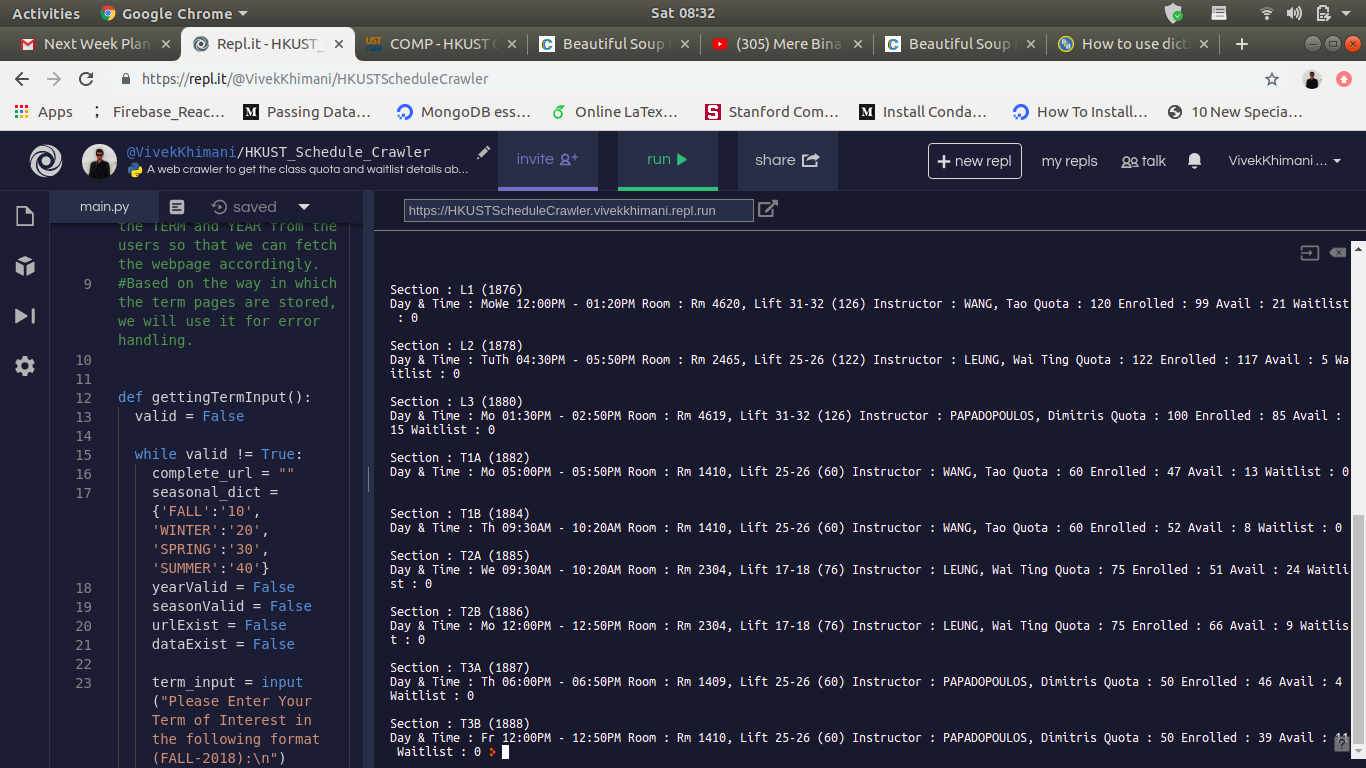 Activities Google Chrome Sat 08:32
Next Week Plan Repl.it - HKUST_ COMP - HKUST C Beautiful Soup (305) Mere Bina Beautiful Soup How to use dict
https://repl.it/@VivekKhimani/HKUSTScheduleCrawler
Apps Firebase_Reac... Passing Data... MongoDB ess... Online LaTex... Stanford Com... Install Conda... How To Install... 10 New Specia...
@VivekKhimani/HKUST_Schedule_Crawler
A web crawler to get the class quota and waitlist details ab...
invite run share + new repl my repls talk VivekKhimani ...
main.py saved
https://HKUSTScheduleCrawler.vivekkhimani.repl.run
the TERM and YEAR from the
users so that we can fetch
the webpage accordingly.
9 #Based on the way in which
the term pages are stored,
we will use it for error
handling.
10
11
12 def gettingTermInput():
13 valid = False
14
15 while valid != True:
16 complete_url = ""
17 seasonal_dict =
{'FALL':'10',
'WINTER':'20',
'SPRING':'30',
'SUMMER':'40'}
18 yearValid = False
19 seasonValid = False
20 urlExist = False
21 dataExist = False
22
23 term_input = input
("Please Enter Your
Term of Interest in
the following format
(FALL-2018):\n")
Section : L1 (1876)
Day & Time : MoWe 12:00PM - 01:20PM Room : Rm 4620, Lift 31-32 (126) Instructor : WANG, Tao Quota : 120 Enrolled : 99 Avail : 21 Waitlist
: 0
Section : L2 (1878)
Day & Time : TuTh 04:30PM - 05:50PM Room : Rm 2465, Lift 25-26 (122) Instructor : LEUNG, Wai Ting Quota : 122 Enrolled : 117 Avail : 5 Wa
itlist : 0
Section : L3 (1880)
Day & Time : Mo 01:30PM - 02:50PM Room : Rm 4619, Lift 31-32 (126) Instructor : PAPADOPOULOS, Dimitris Quota : 100 Enrolled : 85 Avail :
15 Waitlist : 0
Section : T1A (1882)
Day & Time : Mo 05:00PM - 05:50PM Room : Rm 1410, Lift 25-26 (60) Instructor : WANG, Tao Quota : 60 Enrolled : 47 Avail : 13 Waitlist : 0
Section : T1B (1884)
Day & Time : Th 09:30AM - 10:20AM Room : Rm 1410, Lift 25-26 (60) Instructor : WANG, Tao Quota : 60 Enrolled : 52 Avail : 8 Waitlist : 0
Section : T2A (1885)
Day & Time : We 09:30AM - 10:20AM Room : Rm 2304, Lift 17-18 (76) Instructor : LEUNG, Wai Ting Quota : 75 Enrolled : 51 Avail : 24 Waitli
st : 0
Section : T2B (1886)
Day & Time : Mo 12:00PM - 12:50PM Room : Rm 2304, Lift 17-18 (76) Instructor : LEUNG, Wai Ting Quota : 75 Enrolled : 66 Avail : 9 Waitlis
t : 0
Section : T3A (1887)
Day & Time : Th 06:00PM - 06:50PM Room : Rm 1409, Lift 25-26 (60) Instructor : PAPADOPOULOS, Dimitris Quota : 50 Enrolled : 46 Avail : 4
Waitlist : 0
Section : T3B (1888)
Day & Time : Fr 12:00PM - 12:50PM Room : Rm 1410, Lift 25-26 (60) Instructor : PAPADOPOULOS, Dimitris Quota : 50 Enrolled : 39 Avail : 11
Waitlist : 0